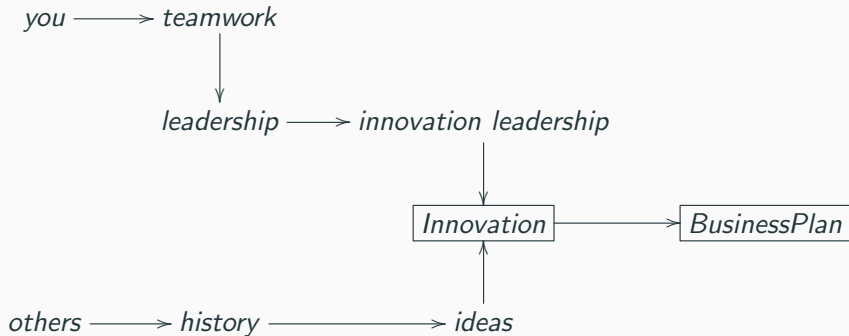 you teamwork
leadership innovation leadership
Innovation BusinessPlan
others history ideas